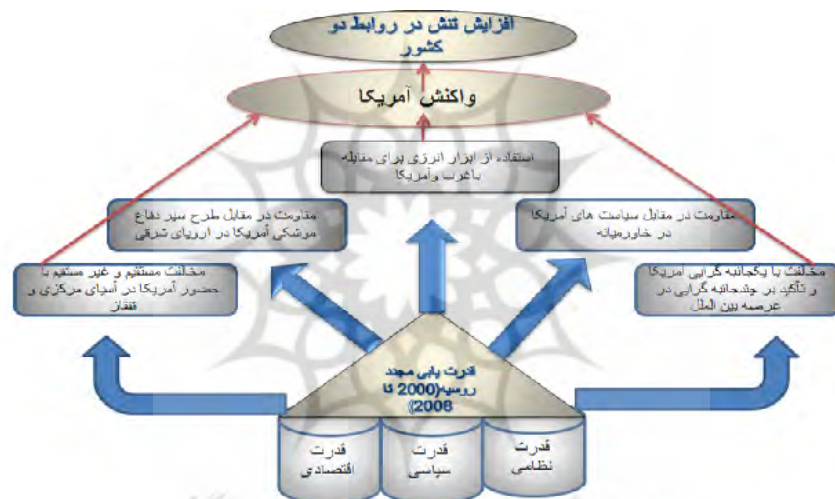 افزایش تنش در روابط دو
کشور
واکنش آمریکا
استفاده از ابزار انرژی برای مقابله
باغرب وآمریکا
مقاومت در مقابل سیاست های آمریکا
در خاورمیانه
مقاومت در مقابل طرح سپر دفاع
موشکی آمریکا در اروپای شرقی
مخالفت با یکجانبه گرایی آمریکا
و تأکید بر چندجانبه گرایی در
عرصه بین الملل
مخالفت مستقیم و غیر مستقیم با
حضور آمریکا در آسیای مرکزی و
قفقاز
قدرت یابی مجدد
روسیه(2000 تا
2008)
قدرت
نظامی
قدرت
سیاسی
قدرت
اقتصادی